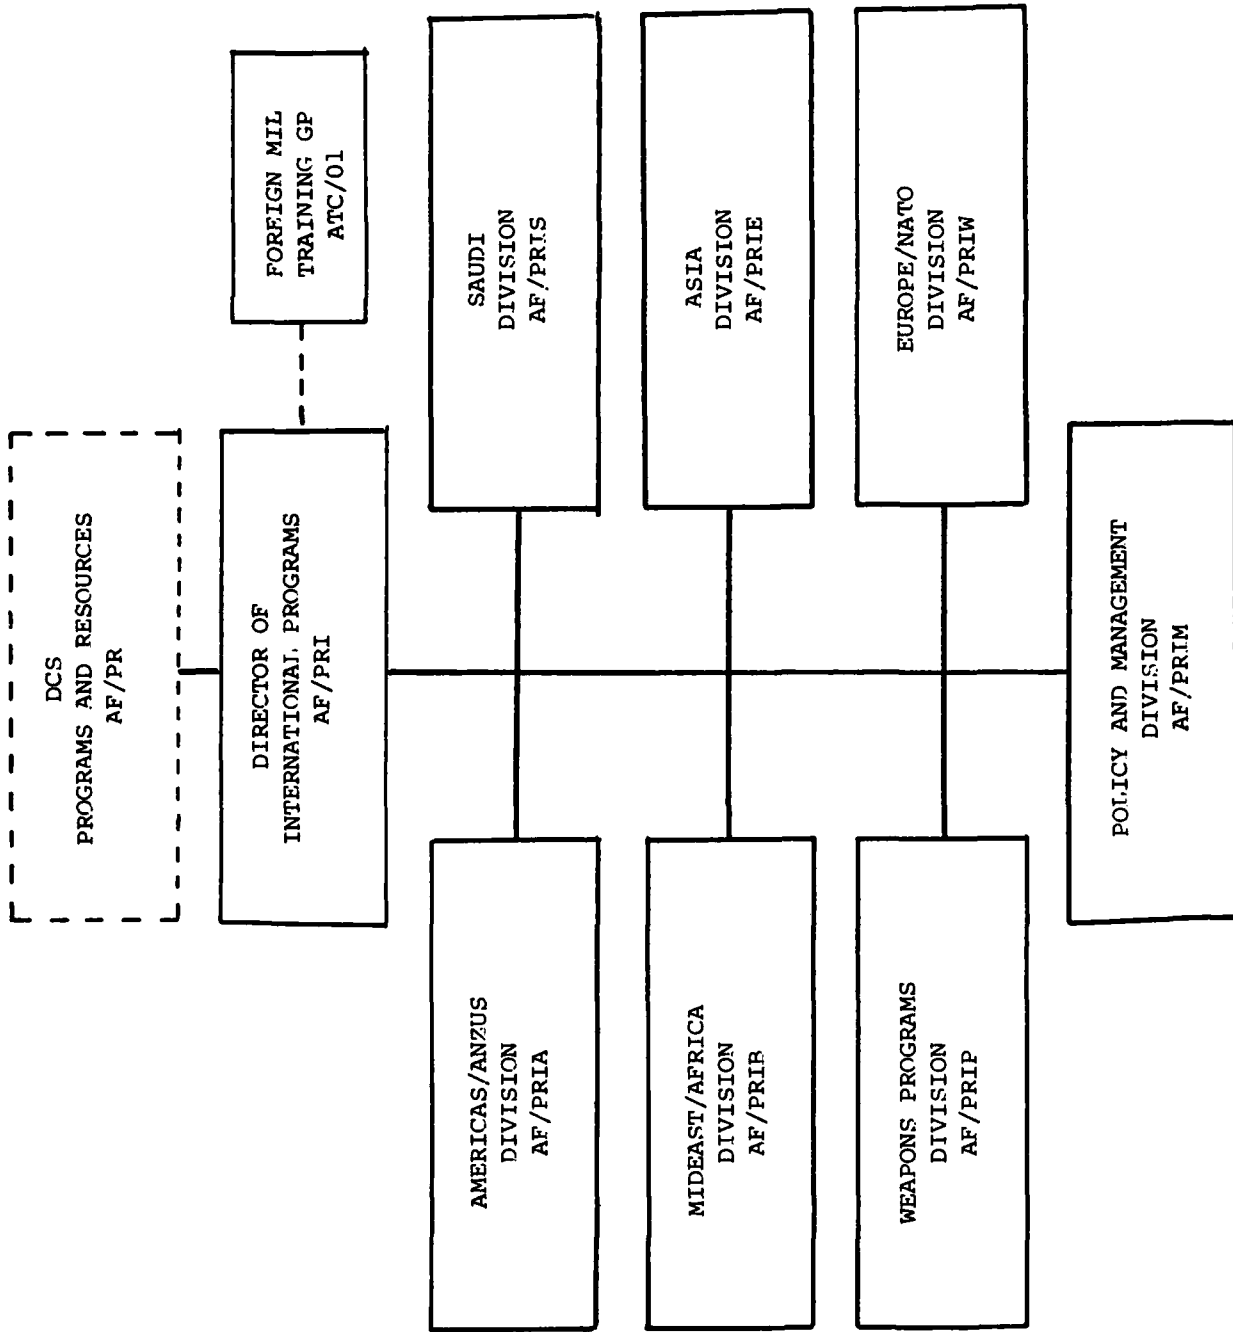 DCS
PROGRAMS AND RESOURCES
AF/PR
DIRECTOR OF
INTERNATIONAL PROGRAMS
AF/PRI
FOREIGN MIL
TRAINING GP
ATC/01
AMERICAS/ANZUS
DIVISION
AF/PRIA
SAUDI
DIVISION
AF/PRIS
MIDEAST/AFRICA
DIVISION
AF/PRIB
ASIA
DIVISION
AF/PRIE
WEAPONS PROGRAMS
DIVISION
AF/PRIP
EUROPE/NATO
DIVISION
AF/PRIW
POLICY AND MANAGEMENT
DIVISION
AF/PRIM